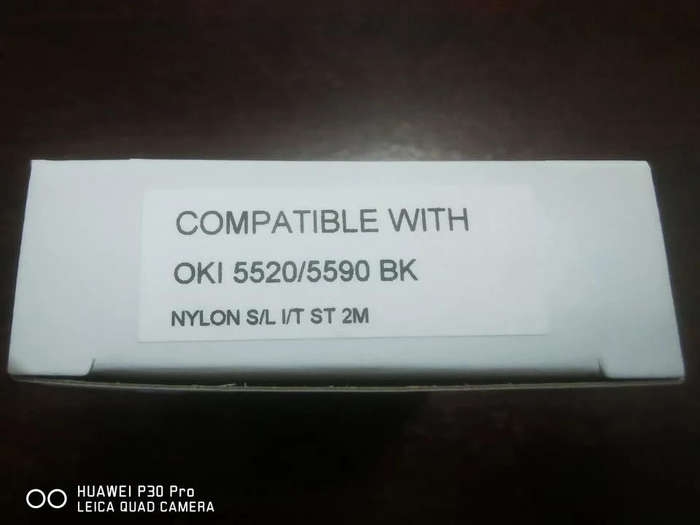 COMPATIBLE WITH
OKI 5520/5590 BK
NYLON S/L I/T ST 2M
HUAWEI P30 Pro
LEICA QUAD CAMERA